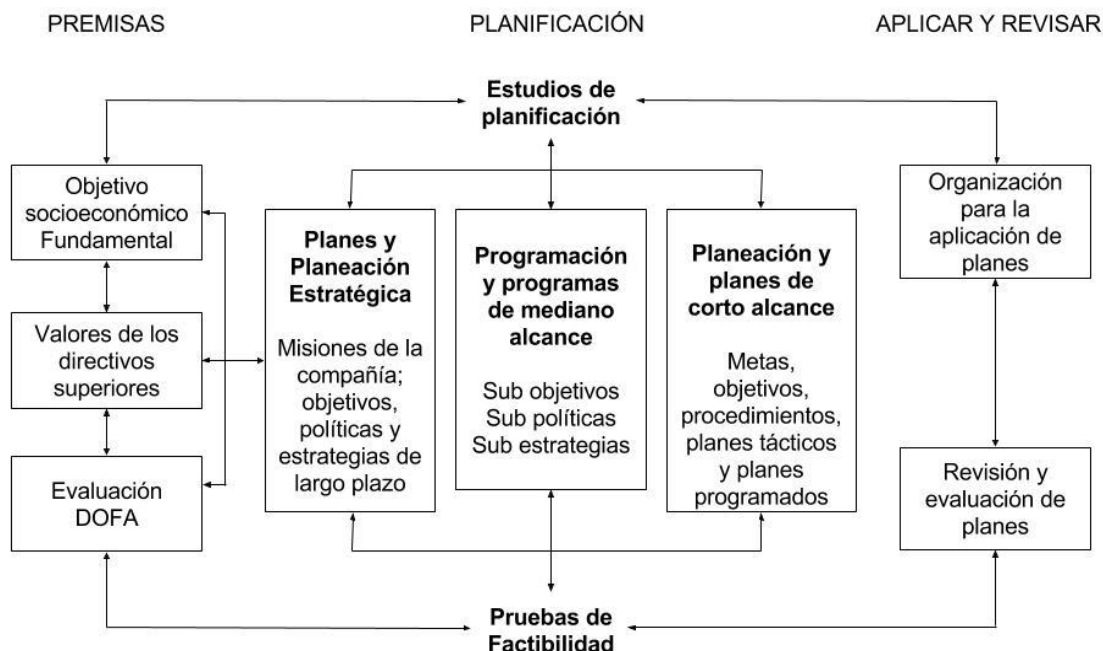 PREMISAS
PLANIFICACIÓN
APLICAR Y REVISAR
Estudios de
planificación
Objetivo
socioeconómico
Fundamental
Valores de los
directivos
superiores
Evaluación
DOFA
Planes y
Planeación
Estratégica
Misiones de la
compañía;
objetivos,
políticas y
estrategias de
largo plazo
Programación
y programas
de mediano
alcance
Sub objetivos
Sub políticas
Sub estrategias
Planeación y
planes de
corto alcance
Metas,
objetivos,
procedimientos,
planes tácticos
y planes
programados
Organización
para la
aplicación de
planes
Revisión y
evaluación de
planes
Pruebas de
Factibilidad